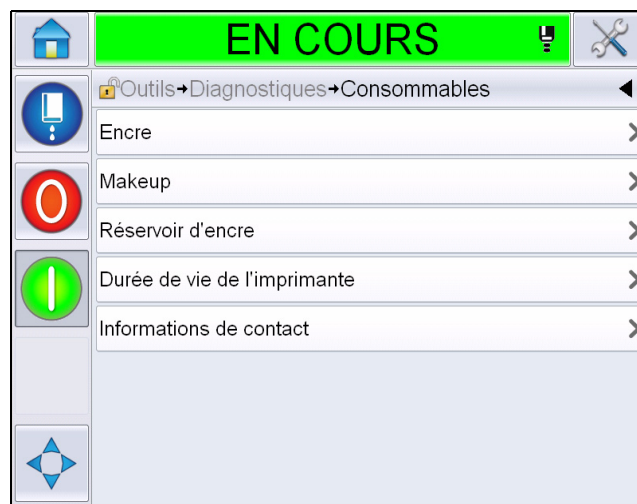 EN COURS
Outils→Diagnostiques→Consommables
Encre
Makeup
Réservoir d'encre
Durée de vie de l'imprimante
Informations de contact